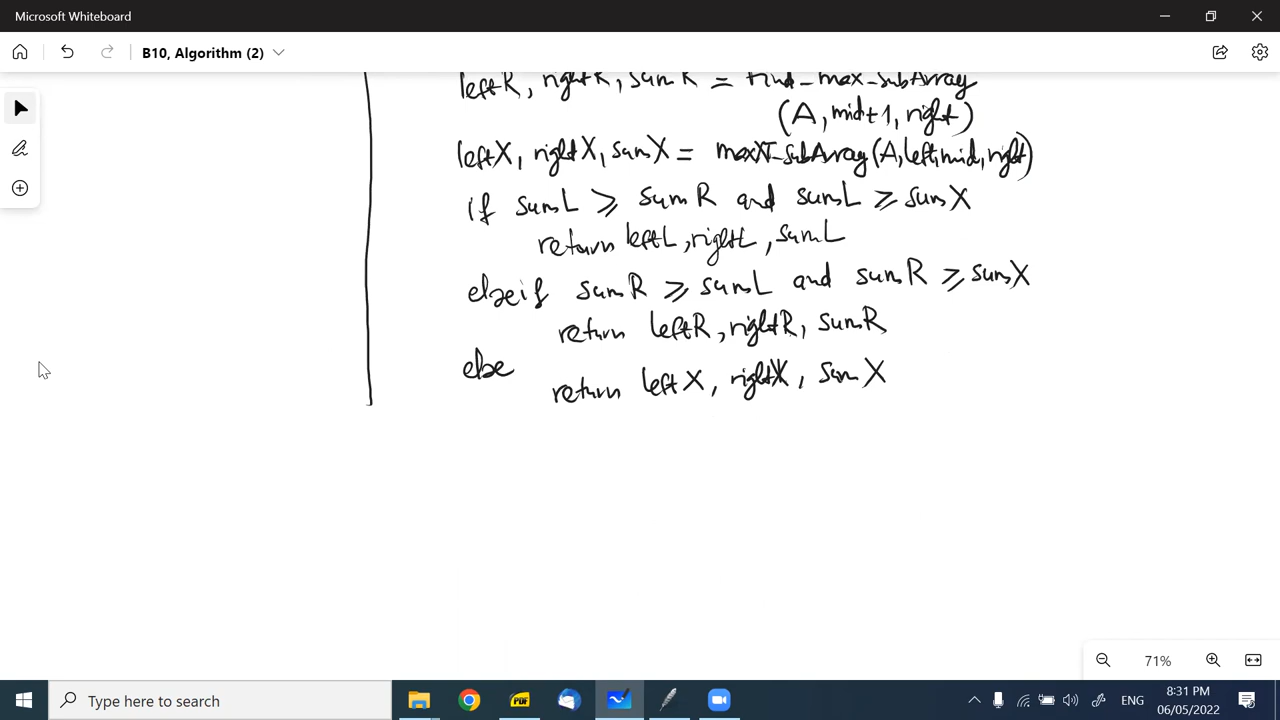 Microsoft Whiteboard
B10, Algorithm (2)
leftR, rightR, sumR = Find_max_subArray
(A, mid+1, right)
leftX, rightX, sumX = maxXT_subArray(A, left, mid, right)
if sumL ⩾ sumR and sumL ⩾ sumX
return leftL, rightL, sumL
elseif sumR ⩾ sumL and sumR ⩾ sumX
return leftR, rightR, sumR
else
return leftX, rightX, sumX
71%
Type here to search
PDF
ENG
8:31 PM
06/05/2022